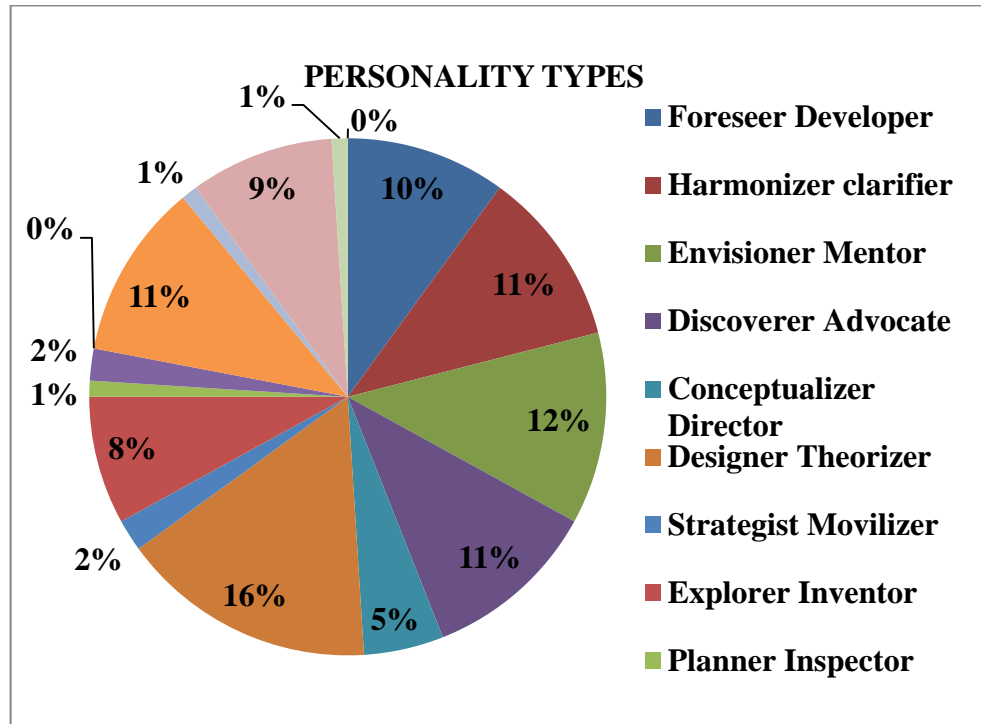 PERSONALITY TYPES
1%
0%
10%
11%
12%
11%
5%
16%
2%
8%
1%
2%
0%
11%
1%
9%
Foreseer Developer
Harmonizer clarifier
Envisioner Mentor
Discoverer Advocate
Conceptualizer
Director
Designer Theorizer
Strategist Movilizer
Explorer Inventor
Planner Inspector